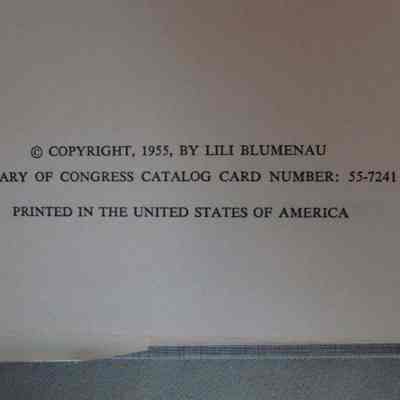 © COPYRIGHT, 1955, BY LILI BLUMENAU
ARY OF CONGRESS CATALOG CARD NUMBER: 55-7241
PRINTED IN THE UNITED STATES OF AMERICA